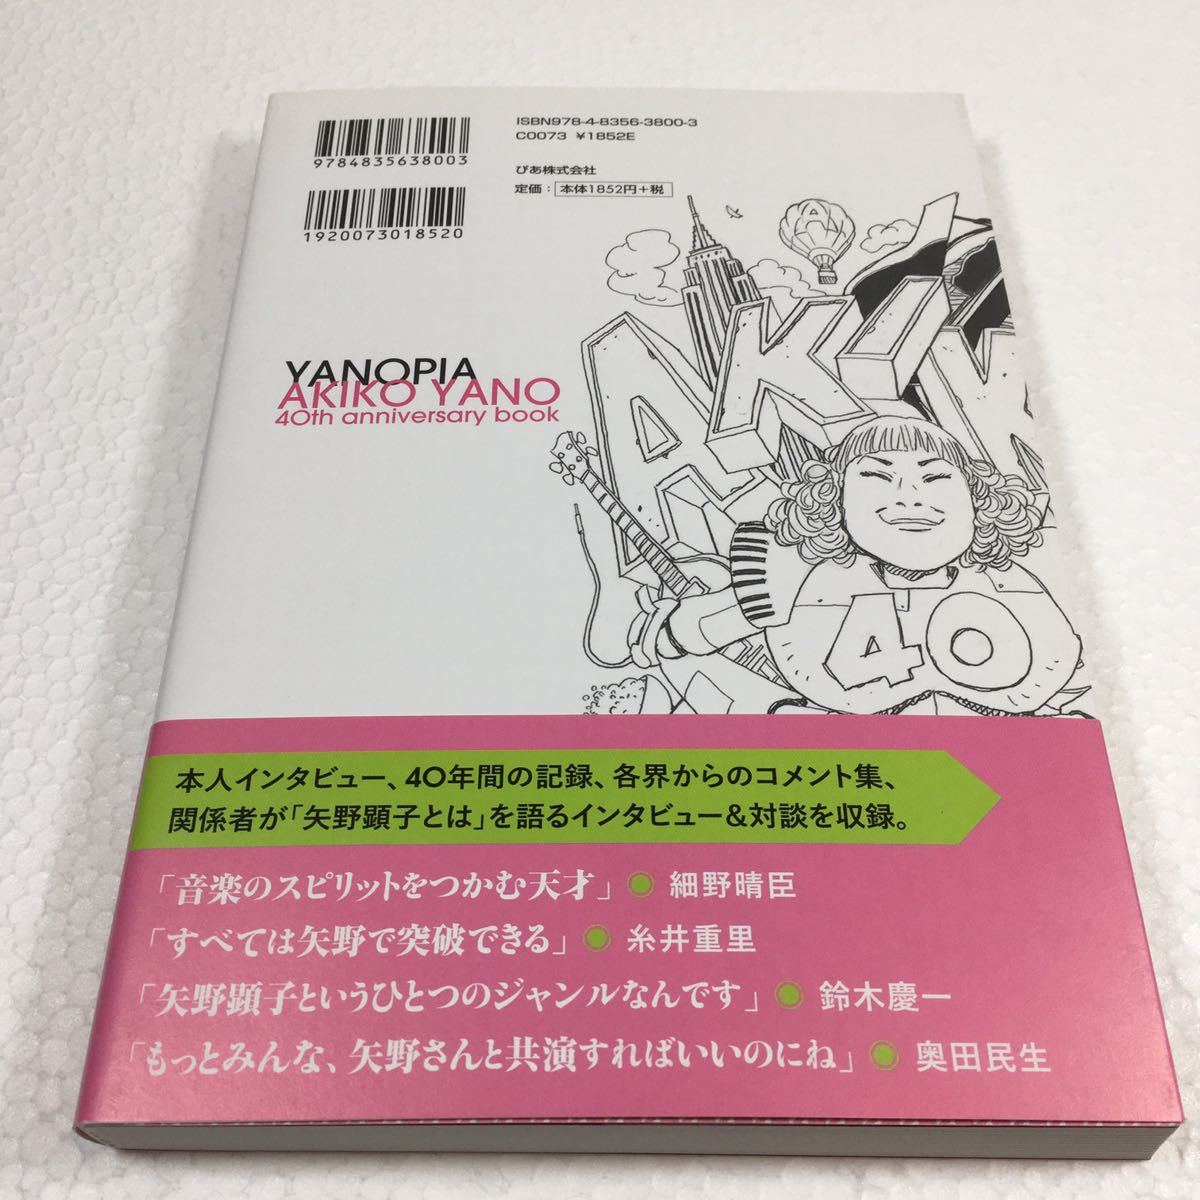 9784835638003
1920073018520
ISBN978-4-8356-3800-3
C0073 ¥1852E
ぴあ株式会社
定価：本体1852円+税
YANOPIA
AKIKO YANO
40th anniversary book
A
AKIK
40
本人インタビュー、40年間の記録、各界からのコメント集、
関係者が「矢野顕子とは」を語るインタビュー＆対談を収録。
「音楽のスピリットをつかむ天才」●細野晴臣
「すべては矢野で突破できる」●糸井重里
「矢野顕子というひとつのジャンルなんです」●鈴木慶一
「もっとみんな、矢野さんと共演すればいいのにね」●奥田民生